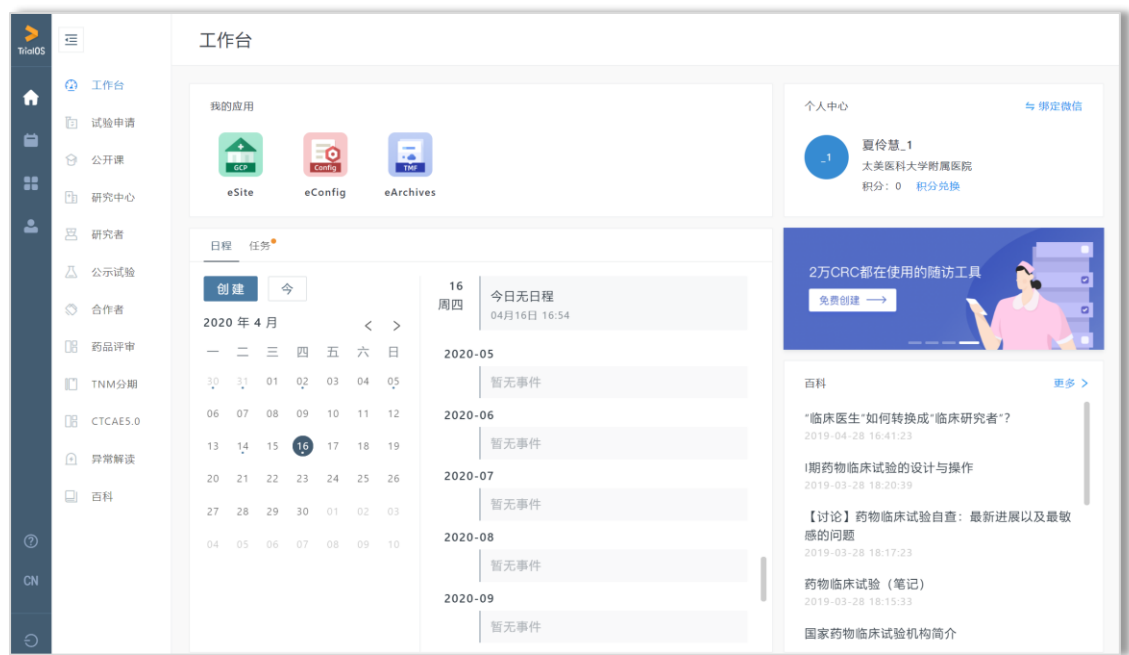 TrialOS
工作台
工作台
试验申请
公开课
研究中心
研究者
公示试验
合作者
药品评审
TNM分期
CTCAE5.0
异常解读
百科
CN
我的应用
GCP
Config
TMF
eSite
eConfig
eArchives
个人中心
绑定微信
_1
夏伶慧_1
太美医科大学附属医院
积分：0 积分兑换
日程 任务
创建 今
2020 年 4 月 < >
一 二 三 四 五 六 日
30 31 01 02 03 04 05
06 07 08 09 10 11 12
13 14 15 16 17 18 19
20 21 22 23 24 25 26
27 28 29 30 01 02 03
04 05 06 07 08 09 10
16
周四
今日无日程
04月16日 16:54
2020-05
暂无事件
2020-06
暂无事件
2020-07
暂无事件
2020-08
暂无事件
2020-09
暂无事件
2万CRC都在使用的随访工具
免费创建
百科
更多 >
“临床医生”如何转换成“临床研究者”？
2019-04-28 16:41:23
I期药物临床试验的设计与操作
2019-03-28 18:20:39
【讨论】药物临床试验自查：最新进展以及最敏
感的问题
2019-03-28 18:17:23
药物临床试验（笔记）
2019-03-28 18:15:33
国家药物临床试验机构简介